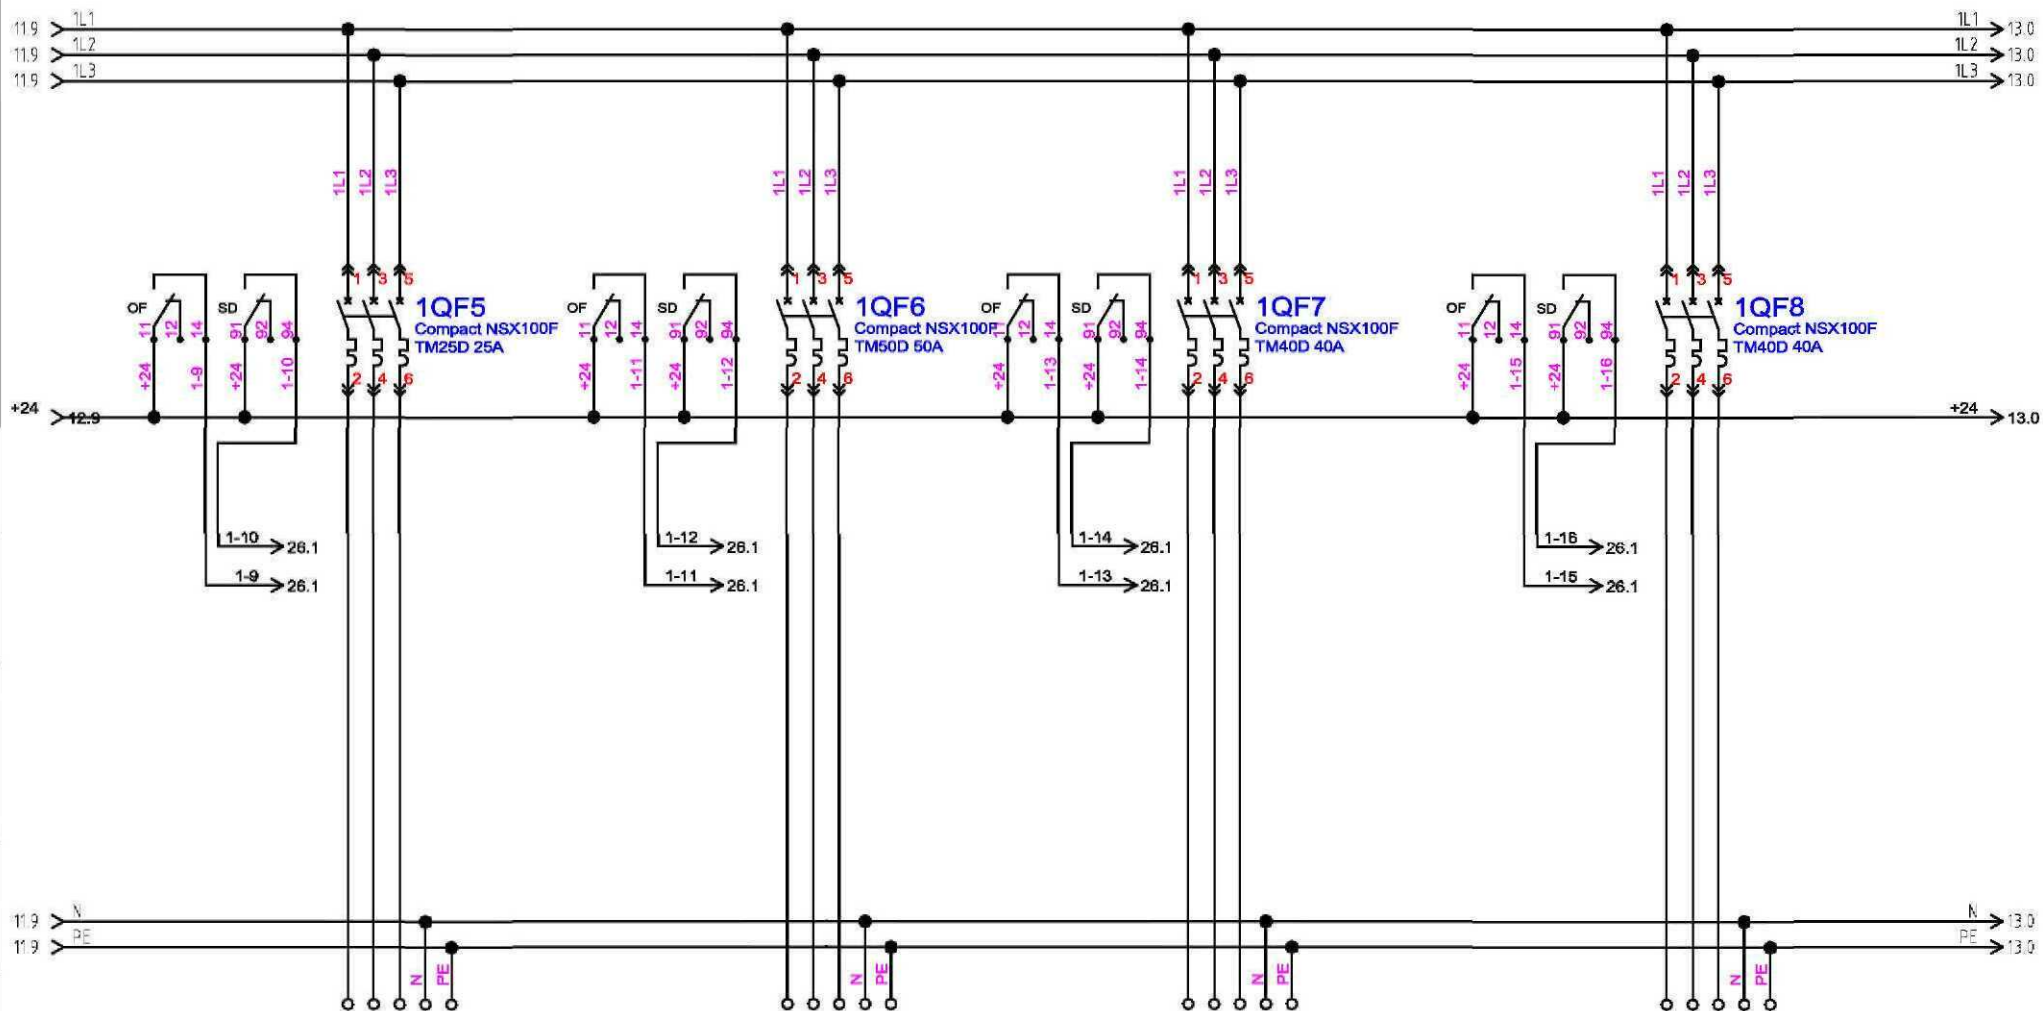 11.9 1L1 1L1 13.0
11.9 1L2 1L2 13.0
11.9 1L3 1L3 13.0
1L1 1L2 1L3 1L1 1L2 1L3 1L1 1L2 1L3 1L1 1L2 1L3
1 3 5 1 3 5 1 3 5 1 3 5
OF 11 12 14 SD 91 92 94
1QF5
Compact NSX100F
TM25D 25A
OF 11 12 14 SD 91 92 94
1QF6
Compact NSX100F
TM50D 50A
OF 11 12 14 SD 91 92 94
1QF7
Compact NSX100F
TM40D 40A
OF 11 12 14 SD 91 92 94
1QF8
Compact NSX100F
TM40D 40A
+24 1-9 +24 1-10 2 4 6 +24 1-11 +24 1-12 2 4 6 +24 1-13 +24 1-14 2 4 6 +24 1-15 +24 1-16 2 4 6
+24 12.9 +24 13.0
1-10 26.1 1-12 26.1 1-14 26.1 1-16 26.1
1-9 26.1 1-11 26.1 1-13 26.1 1-15 26.1
11.9 N N 13.0
11.9 PE PE 13.0
N PE N PE N PE N PE